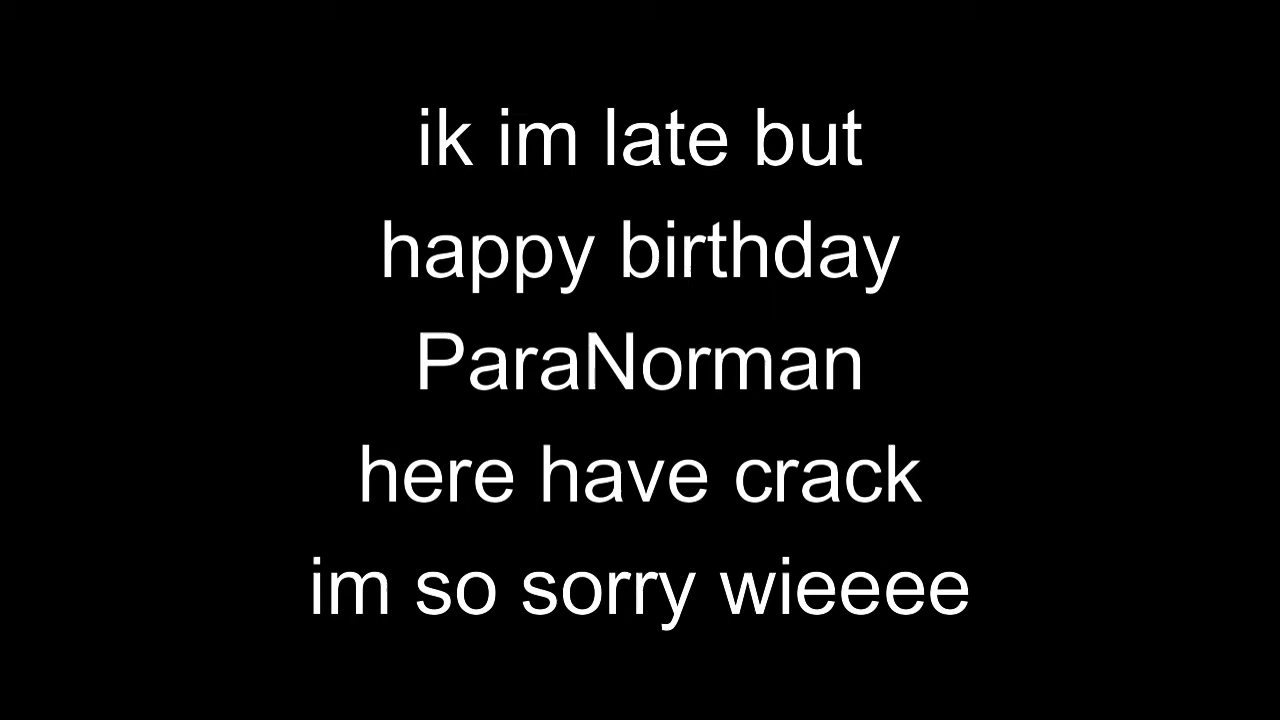 ik im late but
happy birthday
ParaNorman
here have crack
im so sorry wieeee